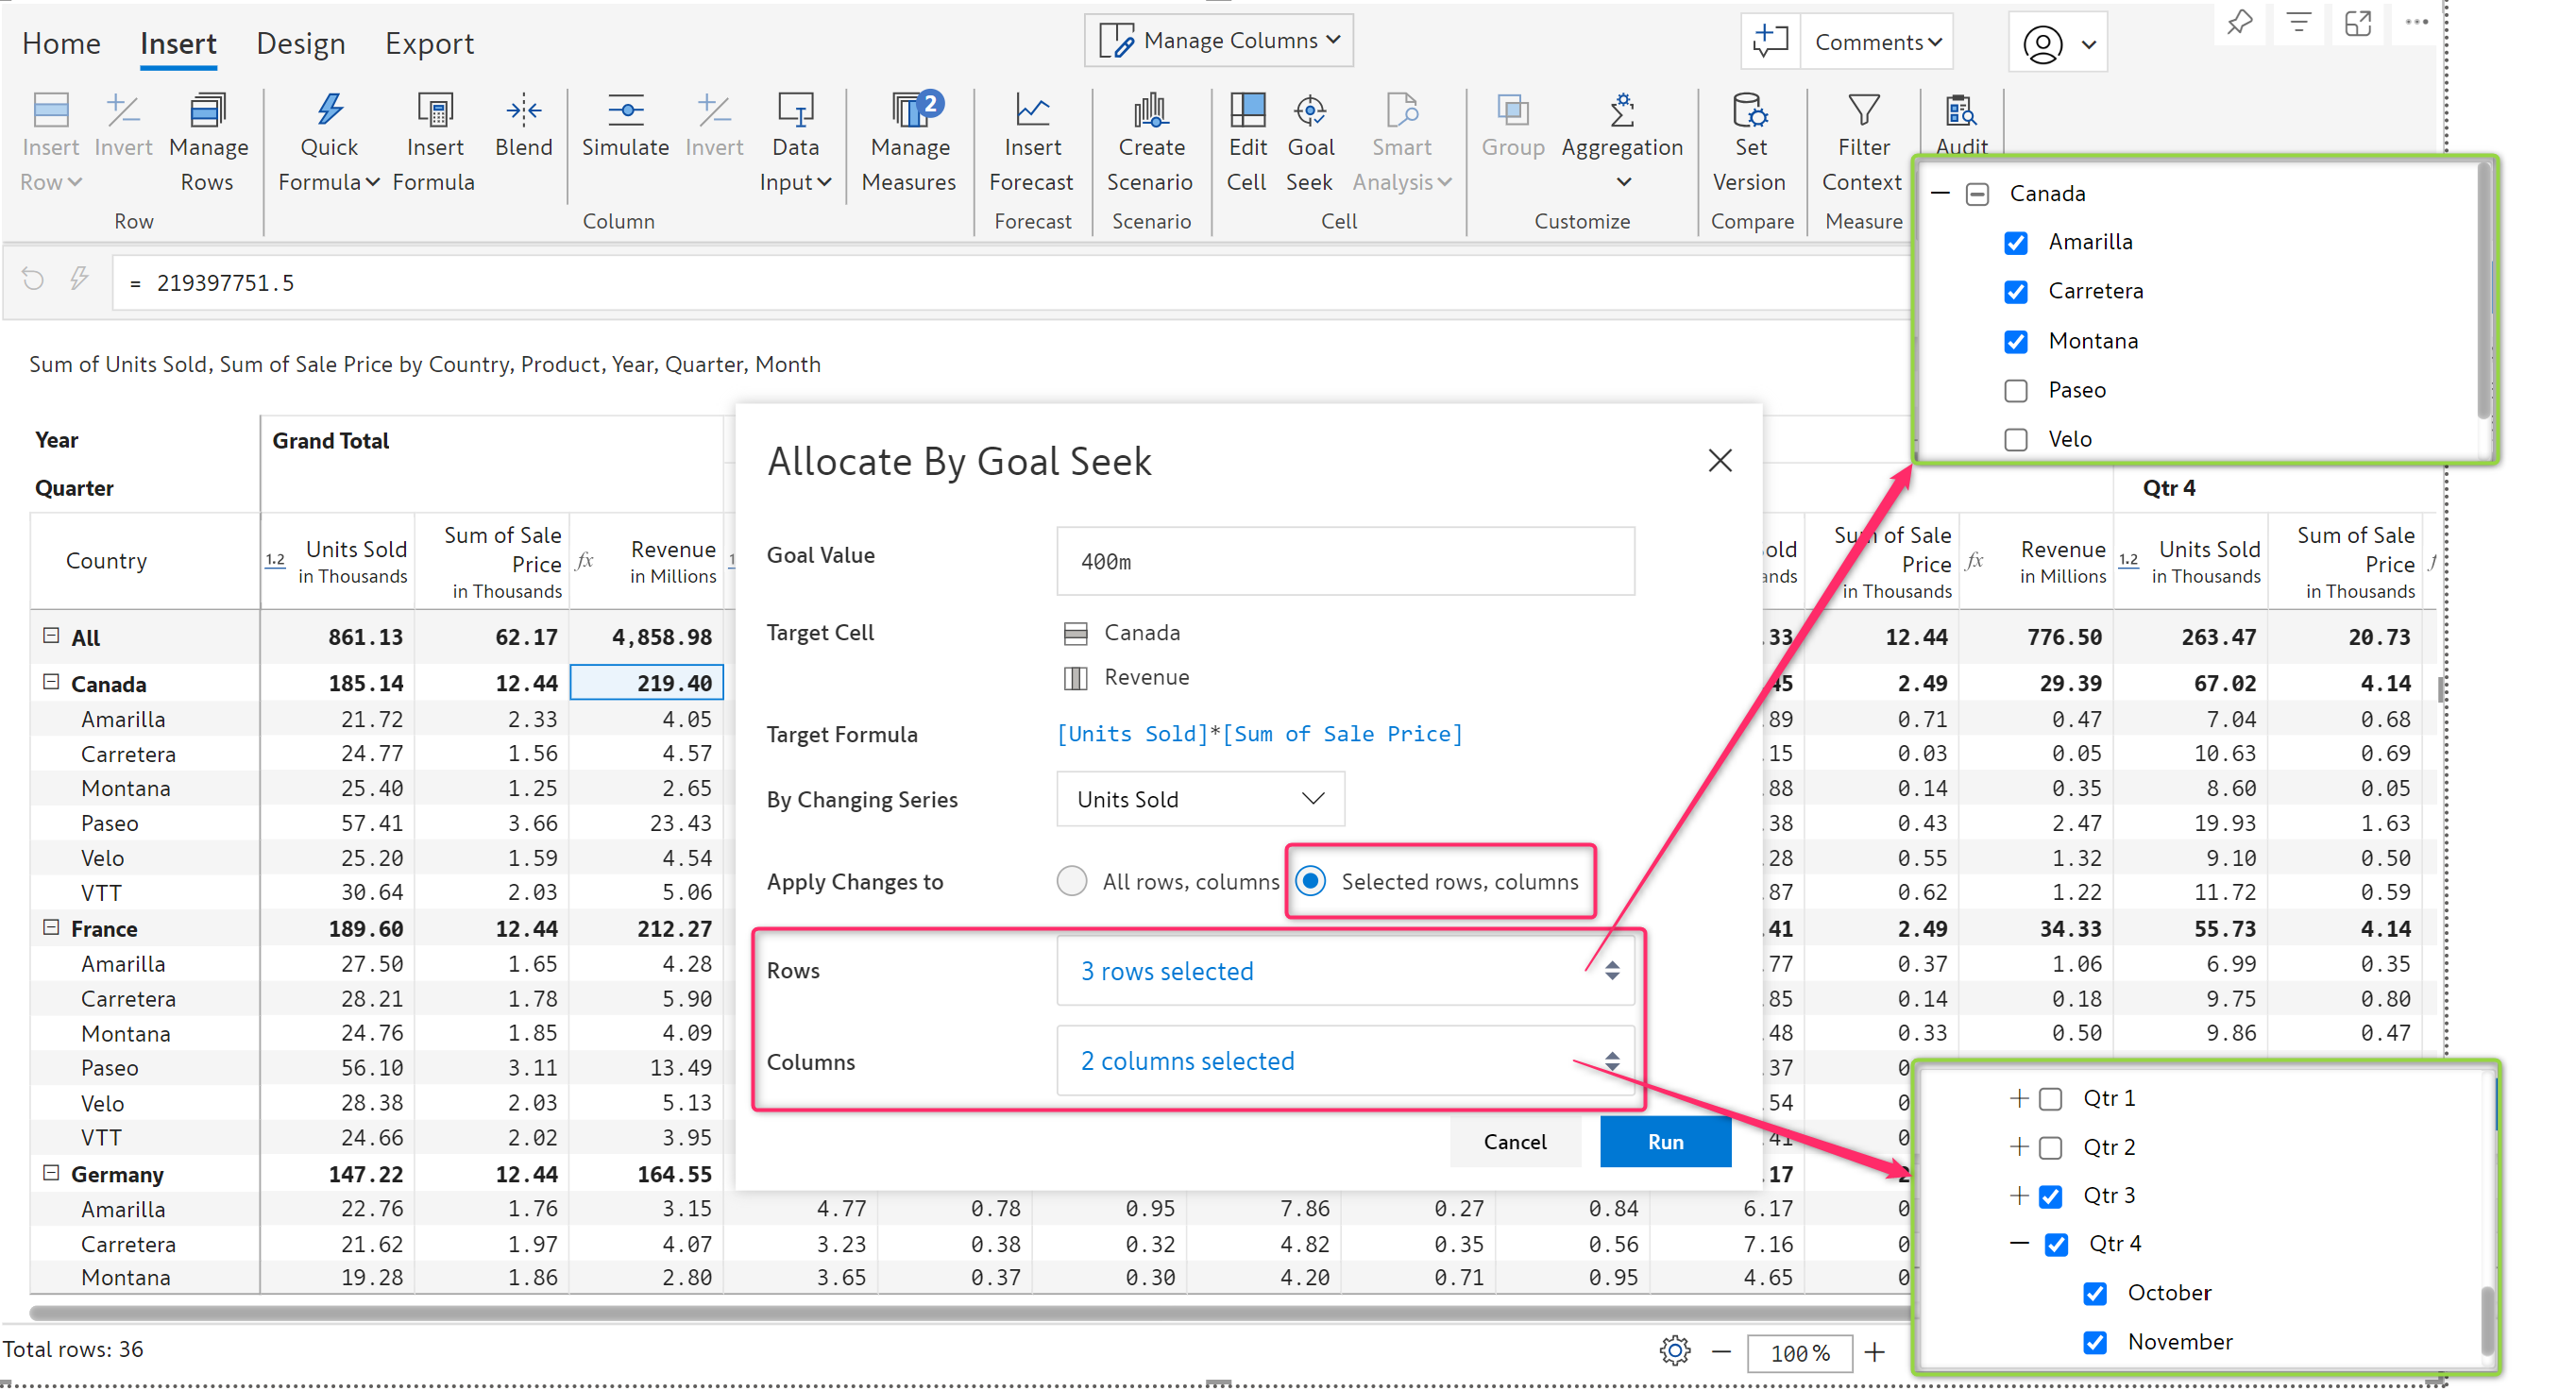 Home Insert Design Export Manage Columns Comments
Insert Row Invert Manage Rows Quick Formula Insert Formula Blend Simulate Invert Data Input Manage Measures 2 Insert Forecast Create Scenario Edit Cell Goal Seek Smart Analysis Group Aggregation Set Version Filter Context Audit
Row Column Forecast Scenario Cell Customize Compare Measure
= 219397751.5
Sum of Units Sold, Sum of Sale Price by Country, Product, Year, Quarter, Month
Year Grand Total
Quarter Qtr 4
Country 1.2 Units Sold in Thousands Sum of Sale Price in Thousands fx Revenue in Millions Sum of Sale Price in Thousands fx Revenue in Millions 1.2 Units Sold in Thousands Sum of Sale Price in Thousands
All 861.13 62.17 4,858.98 .33 12.44 776.50 263.47 20.73
Canada 185.14 12.44 219.40 .45 2.49 29.39 67.02 4.14
Amarilla 21.72 2.33 4.05 .89 0.71 0.47 7.04 0.68
Carretera 24.77 1.56 4.57 .15 0.03 0.05 10.63 0.69
Montana 25.40 1.25 2.65 .88 0.14 0.35 8.60 0.05
Paseo 57.41 3.66 23.43 .38 0.43 2.47 19.93 1.63
Velo 25.20 1.59 4.54 .28 0.55 1.32 9.10 0.50
VTT 30.64 2.03 5.06 .87 0.62 1.22 11.72 0.59
France 189.60 12.44 212.27 .41 2.49 34.33 55.73 4.14
Amarilla 27.50 1.65 4.28 .77 0.37 1.06 6.99 0.35
Carretera 28.21 1.78 5.90 .85 0.14 0.18 9.75 0.80
Montana 24.76 1.85 4.09 .48 0.33 0.50 9.86 0.47
Paseo 56.10 3.11 13.49 .37
Velo 28.38 2.03 5.13 .54
VTT 24.66 2.02 3.95 .41
Germany 147.22 12.44 164.55 .17
Amarilla 22.76 1.76 3.15 4.77 0.78 0.95 7.86 0.27 0.84 6.17
Carretera 21.62 1.97 4.07 3.23 0.38 0.32 4.82 0.35 0.56 7.16
Montana 19.28 1.86 2.80 3.65 0.37 0.30 4.20 0.71 0.95 4.65
Total rows: 36
100 %
Allocate By Goal Seek
Goal Value 400m
Target Cell Canada
Revenue
Target Formula [Units Sold]*[Sum of Sale Price]
By Changing Series Units Sold
Apply Changes to All rows, columns Selected rows, columns
Rows 3 rows selected
Columns 2 columns selected
Cancel Run
Canada
Amarilla
Carretera
Montana
Paseo
Velo
Qtr 1
Qtr 2
Qtr 3
Qtr 4
October
November